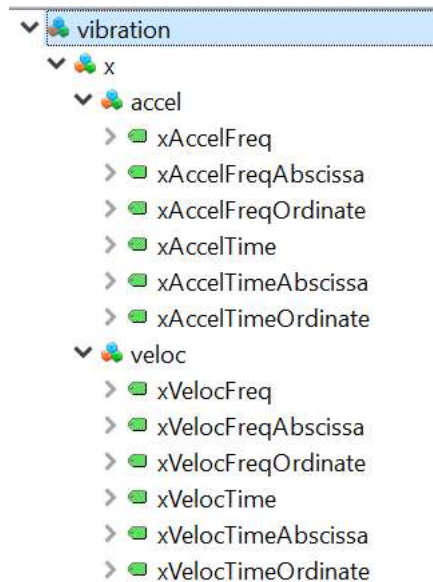 vibration
x
accel
xAccelFreq
xAccelFreqAbscissa
xAccelFreqOrdinate
xAccelTime
xAccelTimeAbscissa
xAccelTimeOrdinate
veloc
xVelocFreq
xVelocFreqAbscissa
xVelocFreqOrdinate
xVelocTime
xVelocTimeAbscissa
xVelocTimeOrdinate